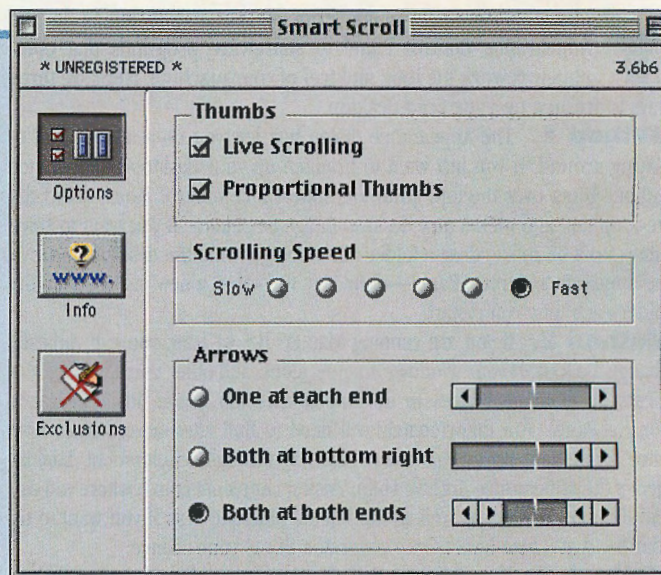 Smart Scroll
* UNREGISTERED * 3.6b6
Thumbs
Live Scrolling
Proportional Thumbs
Options
Scrolling Speed
Slow Fast
www.
Info
Arrows
One at each end
Both at bottom right
Exclusions
Both at both ends